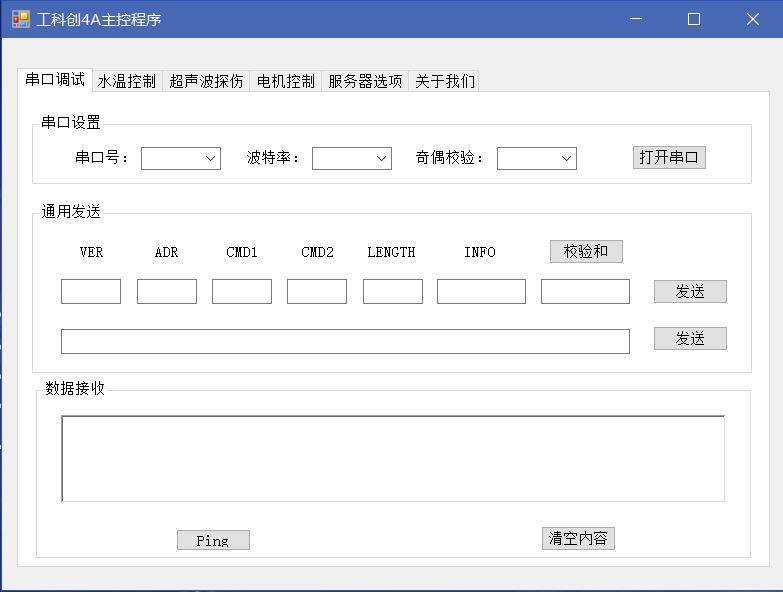 工科创4A主控程序
串口调试 水温控制 超声波探伤 电机控制 服务器选项 关于我们
串口设置
串口号： 波特率： 奇偶校验： 打开串口
通用发送
VER ADR CMD1 CMD2 LENGTH INFO 校验和
发送
发送
数据接收
Ping 清空内容